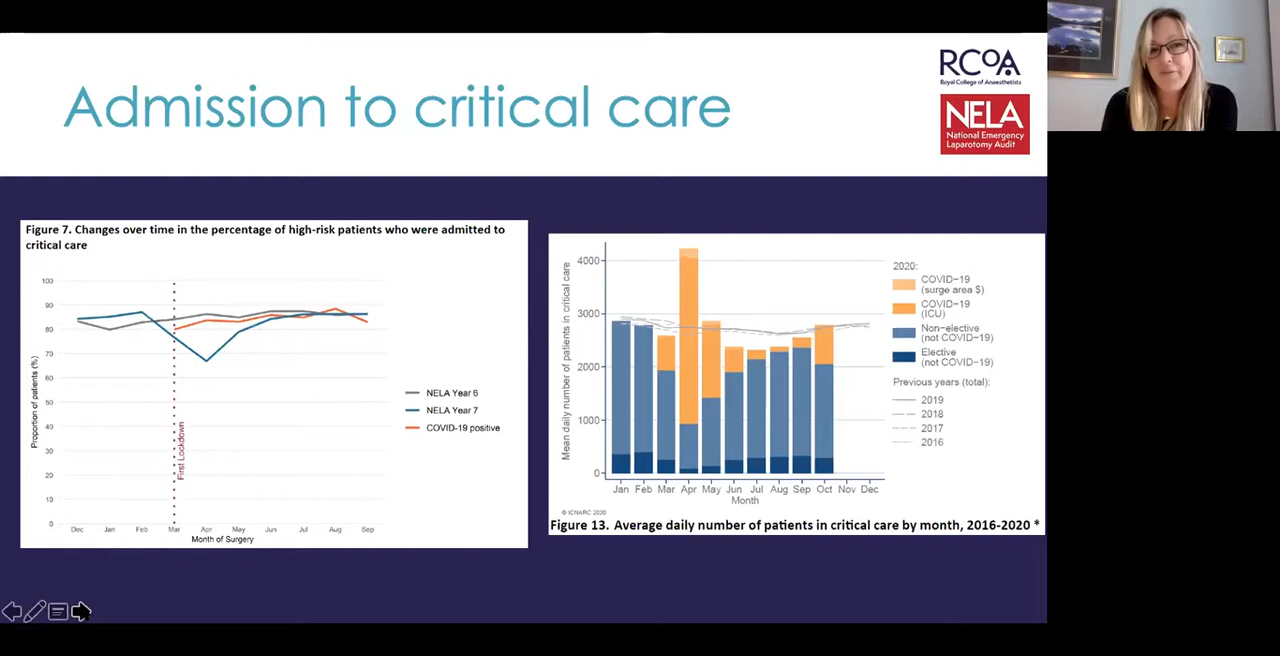 Admission to critical care
RCoA
Royal College of Anaesthetists
NELA
National Emergency
Laparotomy Audit
Figure 7. Changes over time in the percentage of high-risk patients who were admitted to
critical care
100
90
80
70
60
50
40
30
20
10
0
Proportion of patients (%)
First Lockdown
Dec Jan Feb Mar Apr May Jun Jul Aug Sep
Month of Surgery
NELA Year 6
NELA Year 7
COVID-19 positive
4000
3000
2000
1000
0
Mean daily number of patients in critical care
Jan Feb Mar Apr May Jun Jul Aug Sep Oct Nov Dec
Month
2020:
COVID-19
(surge area $)
COVID-19
(ICU)
Non-elective
(not COVID-19)
Elective
(not COVID-19)
Previous years (total):
2019
2018
2017
2016
© ICNARC 2020
Figure 13. Average daily number of patients in critical care by month, 2016-2020 *